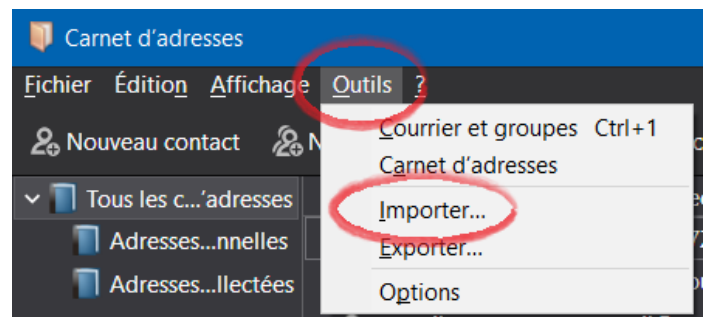 Carnet d’adresses
Fichier Édition Affichage Outils ?
Nouveau contact
Courrier et groupes Ctrl+1
Carnet d’adresses
Tous les c...’adresses
Importer...
Adresses...nnelles
Exporter...
Adresses...llectées
Options